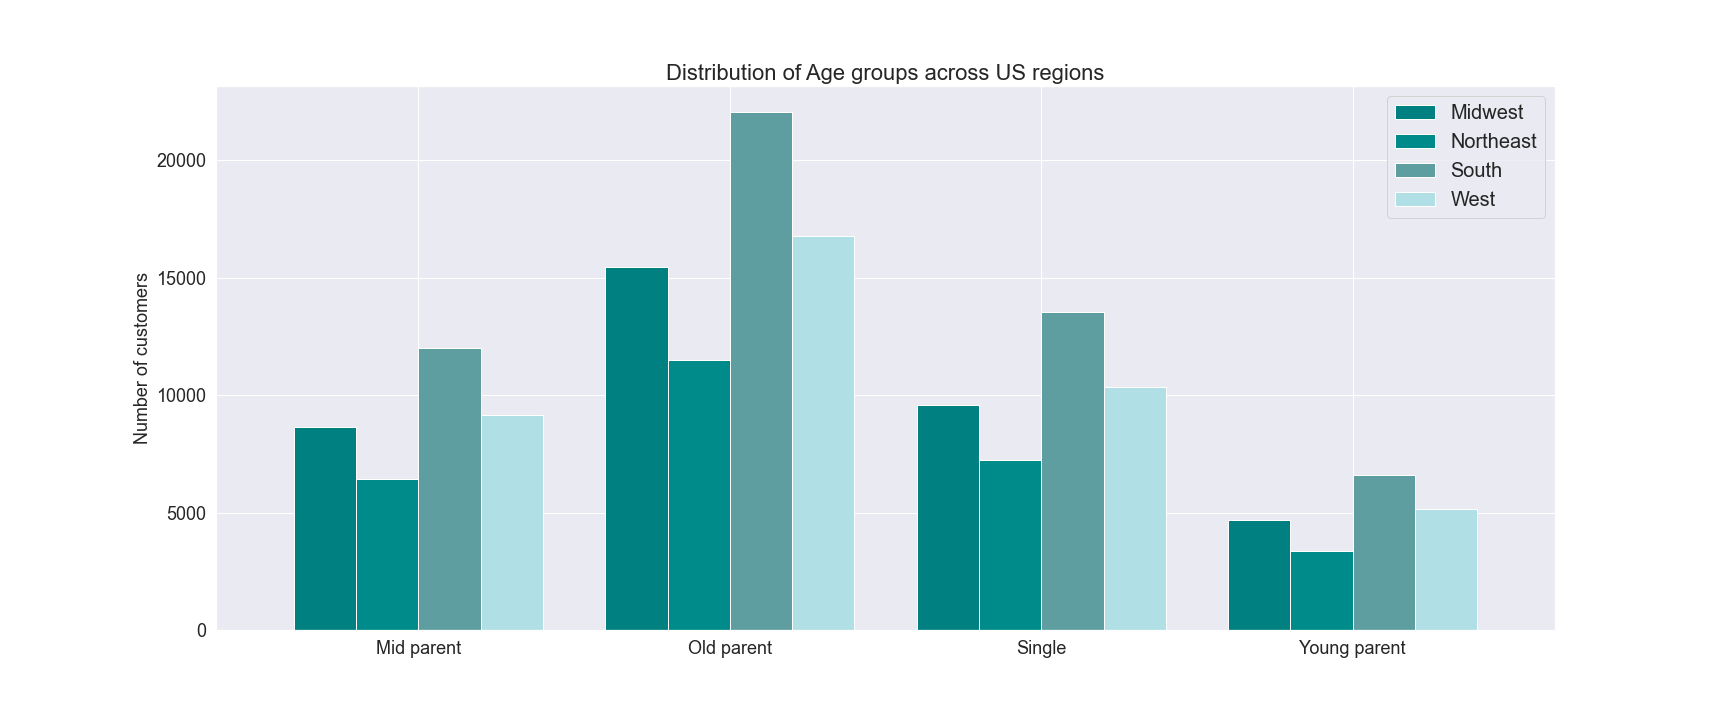 Distribution of Age groups across US regions
Midwest
Northeast
South
West
Number of customers
20000
15000
10000
5000
0
Mid parent
Old parent
Single
Young parent